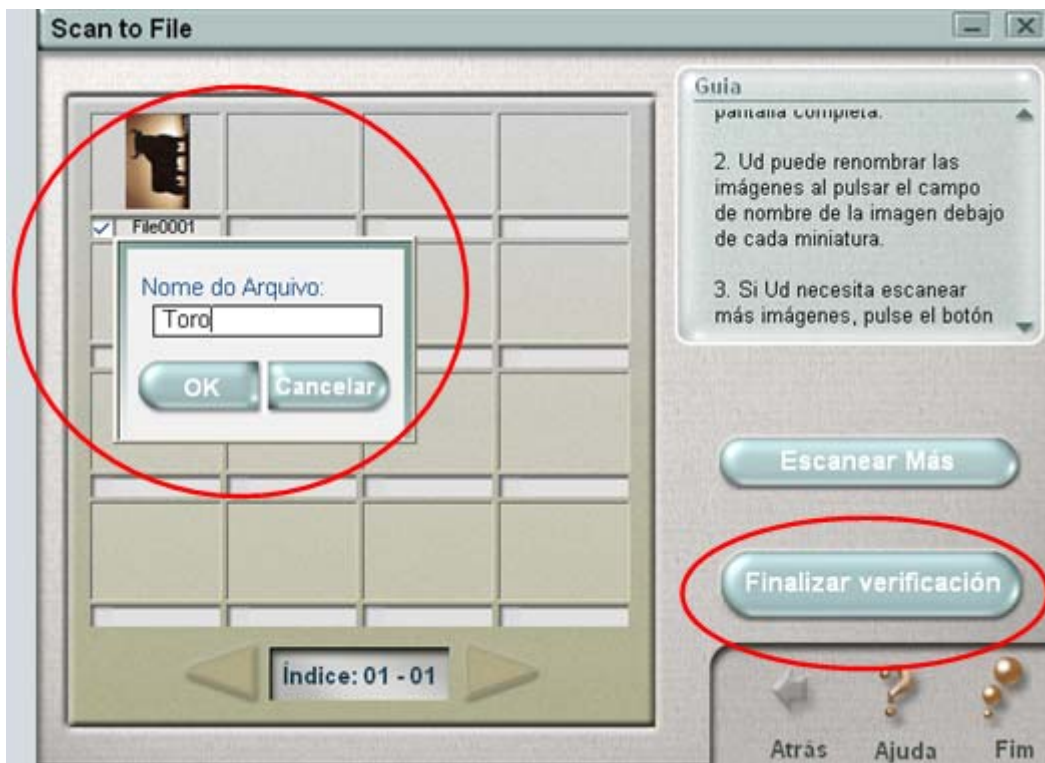 Scan to File
File0001
Nome do Arquivo:
Toro
OK
Cancelar
Índice: 01 - 01
Guia
pantalla completa.
2. Ud puede renombrar las
imágenes al pulsar el campo
de nombre de la imagen debajo
de cada miniatura.
3. Si Ud necesita escanear
más imágenes, pulse el botón
Escanear Más
Finalizar verificación
Atrás
Ajuda
Fim